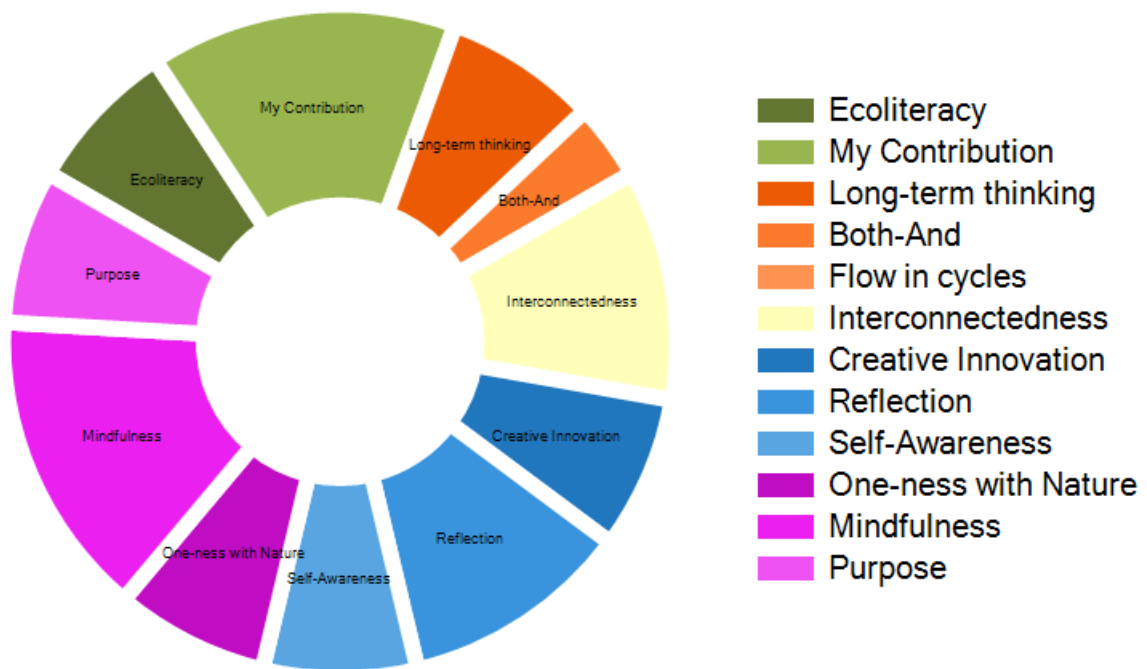 My Contribution
Long-term thinking
Ecoliteracy
Both-And
Purpose
Interconnectedness
Mindfulness
Creative Innovation
Reflection
One-ness with Nature
Self-Awareness
Ecoliteracy
My Contribution
Long-term thinking
Both-And
Flow in cycles
Interconnectedness
Creative Innovation
Reflection
Self-Awareness
One-ness with Nature
Mindfulness
Purpose